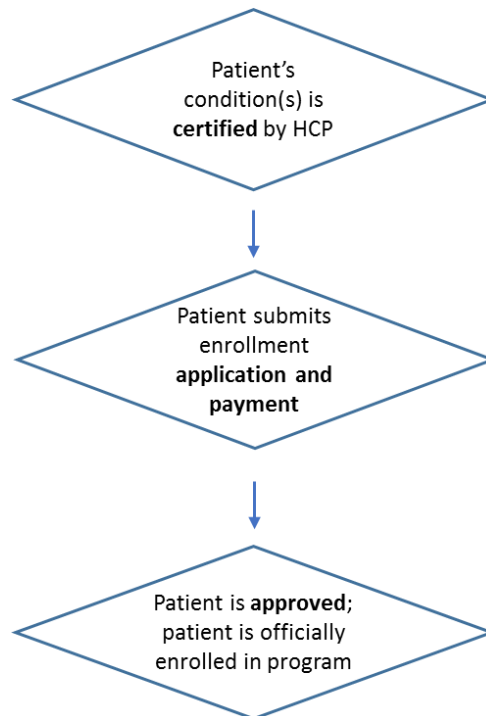 Patient’s
condition(s) is
certified by HCP
Patient submits
enrollment
application and
payment
Patient is approved;
patient is officially
enrolled in program